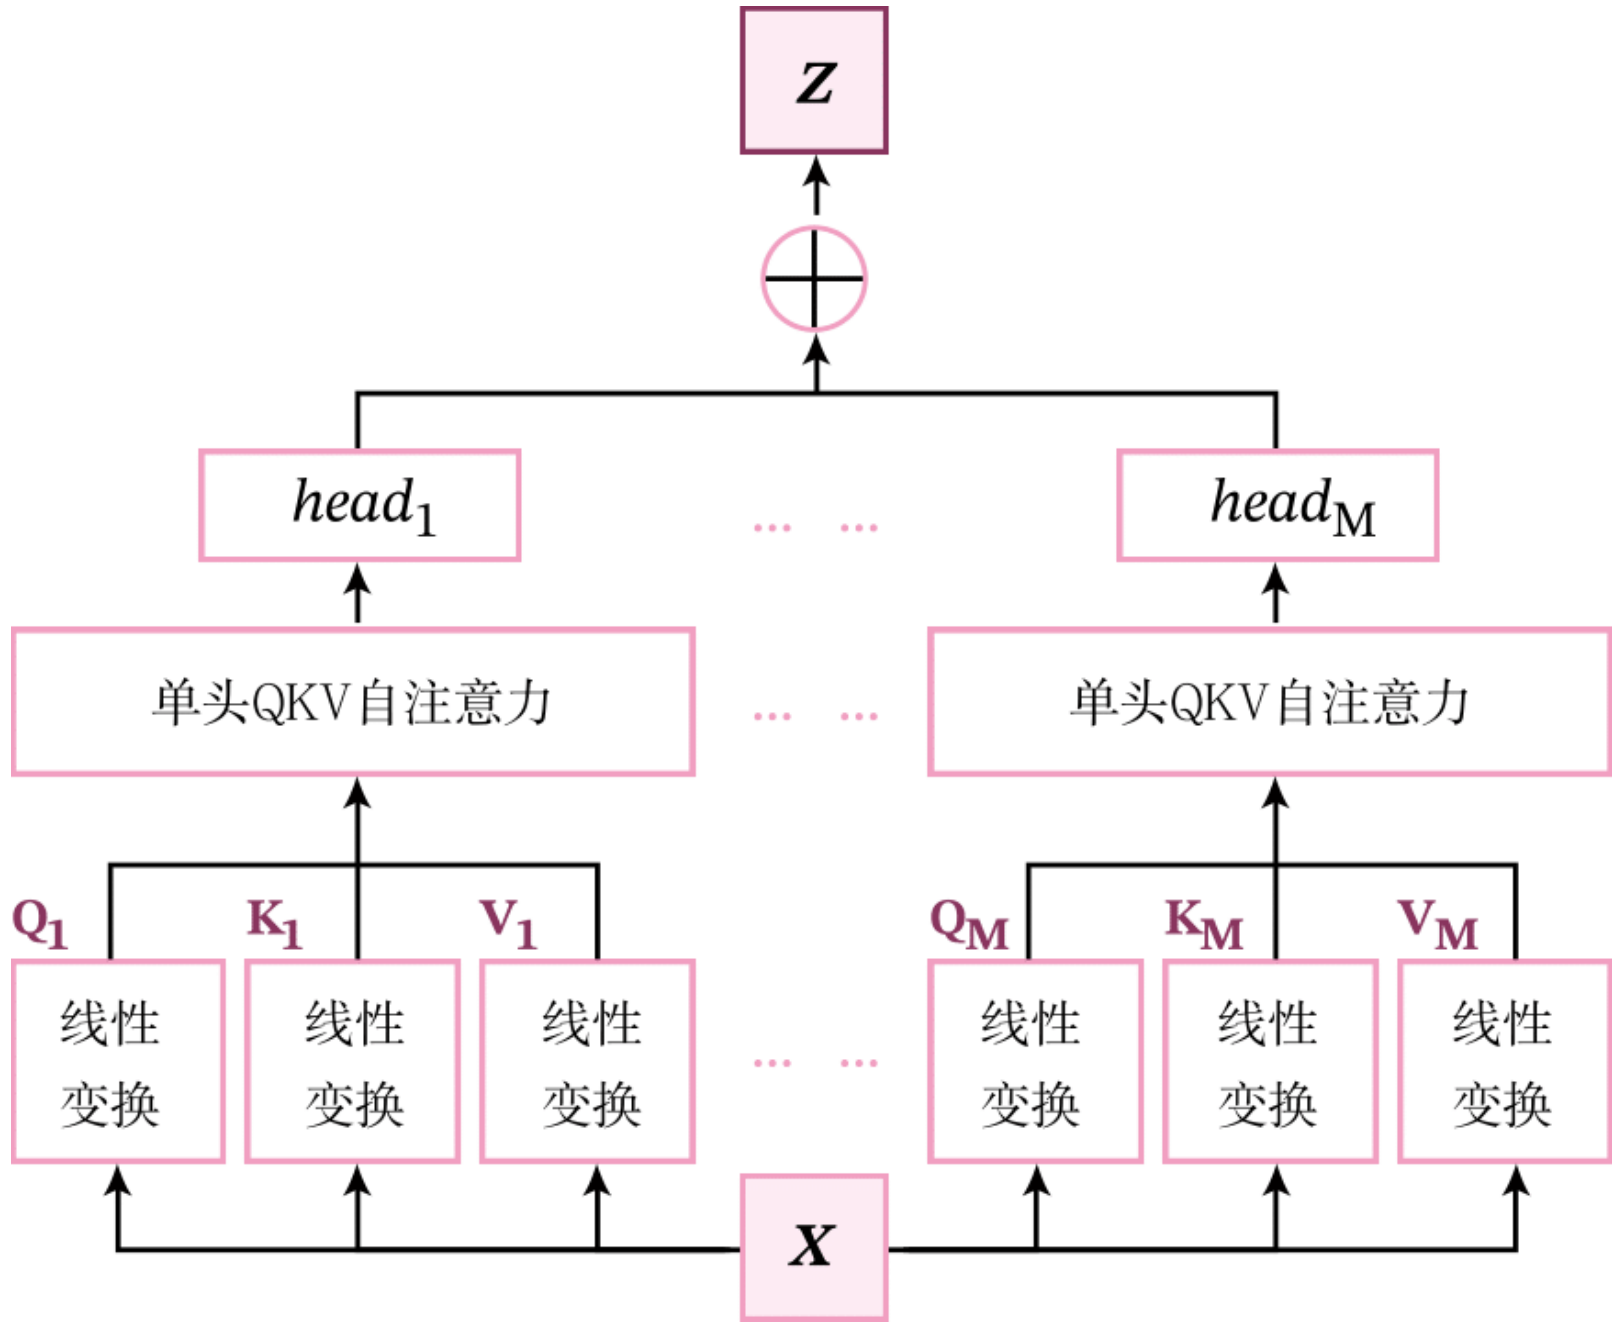 Z
head1
... ...
headM
单头QKV自注意力
... ...
单头QKV自注意力
Q1
K1
V1
QM
KM
VM
线性
变换
线性
变换
线性
变换
... ...
线性
变换
线性
变换
线性
变换
X